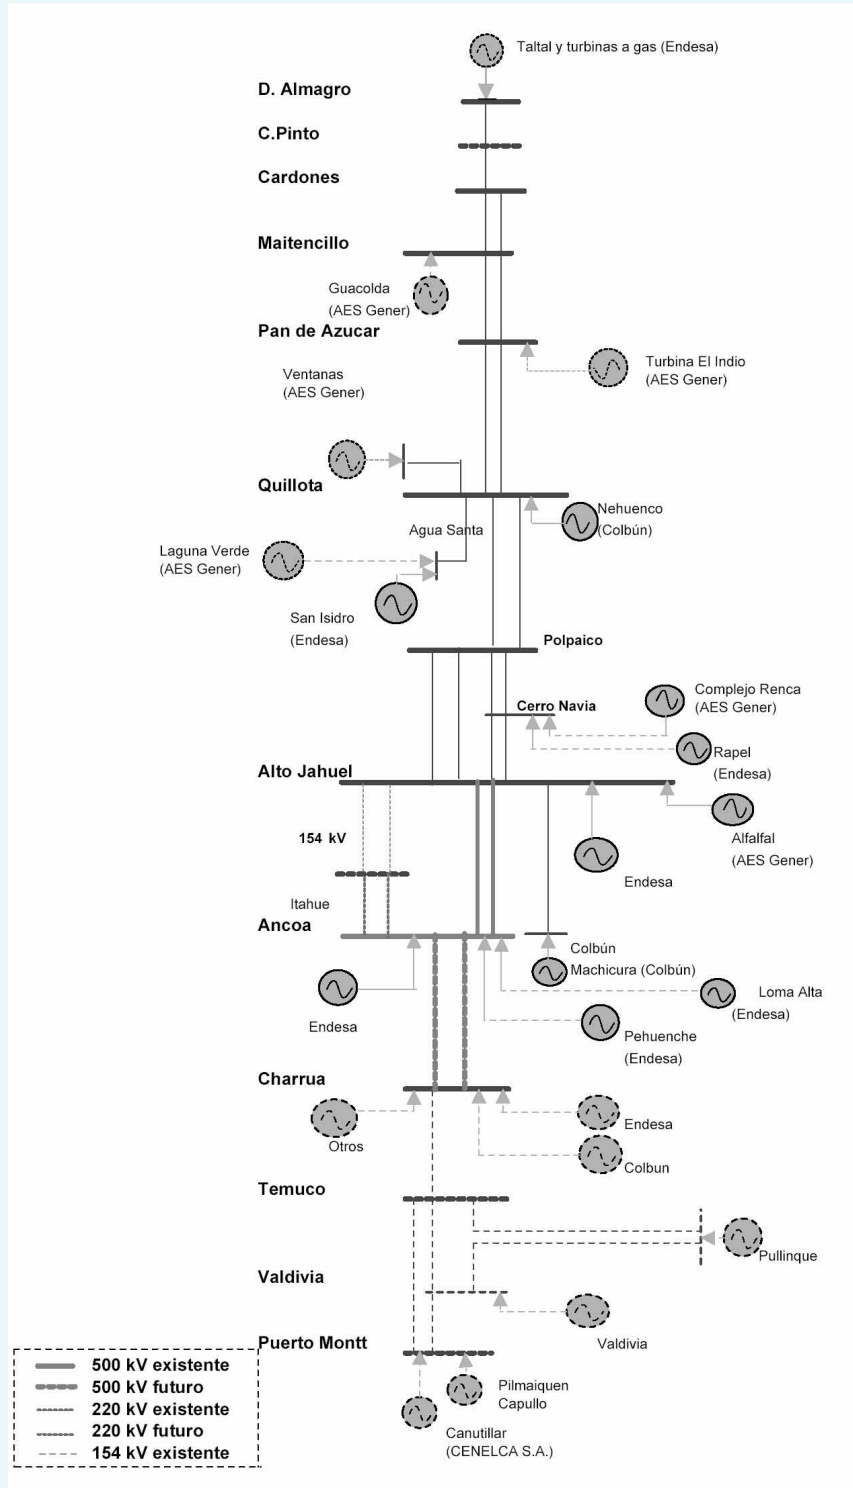 Taltal y turbinas a gas (Endesa)
D. Almagro
C.Pinto
Cardones
Maitencillo
Guacolda
(AES Gener)
Pan de Azucar
Turbina El Indio
(AES Gener)
Ventanas
(AES Gener)
Quillota
Nehuenco
(Colbún)
Agua Santa
Laguna Verde
(AES Gener)
San Isidro
(Endesa)
Polpaico
Complejo Renca
(AES Gener)
Cerro Navia
Rapel
(Endesa)
Alto Jahuel
154 kV
Alfalfal
(AES Gener)
Endesa
Itahue
Ancoa
Colbún
Machicura (Colbún)
Loma Alta
(Endesa)
Endesa
Pehuenche
(Endesa)
Charrua
Endesa
Otros
Colbun
Temuco
Pullinque
Valdivia
Valdivia
Puerto Montt
500 kV existente
500 kV futuro
220 kV existente
220 kV futuro
154 kV existente
Pilmaiquen
Capullo
Canutillar
(CENELCA S.A.)